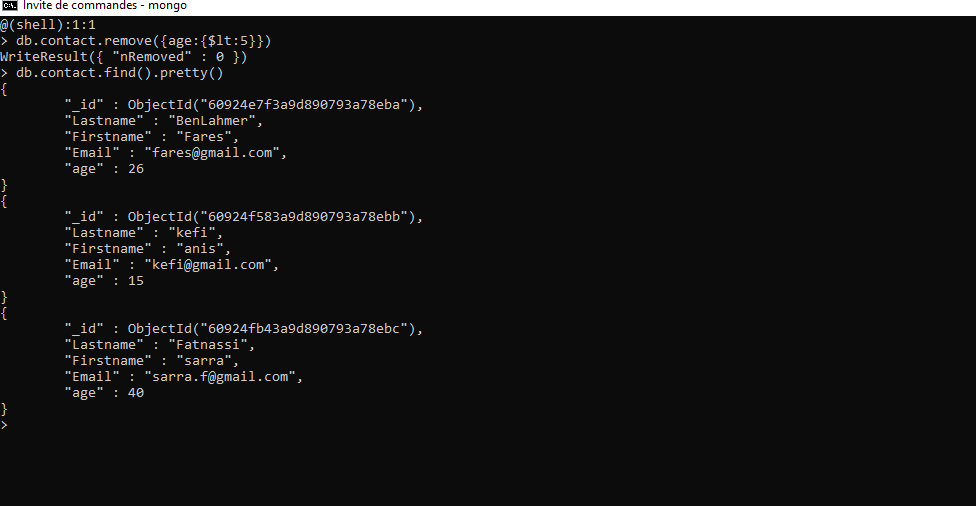 Invite de commandes - mongo
@(shell):1:1
> db.contact.remove({age:{$lt:5}})
WriteResult({ "nRemoved" : 0 })
> db.contact.find().pretty()
{
        "_id" : ObjectId("60924e7f3a9d890793a78eba"),
        "Lastname" : "BenLahmer",
        "Firstname" : "Fares",
        "Email" : "fares@gmail.com",
        "age" : 26
}
{
        "_id" : ObjectId("60924f583a9d890793a78ebb"),
        "Lastname" : "kefi",
        "Firstname" : "anis",
        "Email" : "kefi@gmail.com",
        "age" : 15
}
{
        "_id" : ObjectId("60924fb43a9d890793a78ebc"),
        "Lastname" : "Fatnassi",
        "Firstname" : "sarra",
        "Email" : "sarra.f@gmail.com",
        "age" : 40
}
>